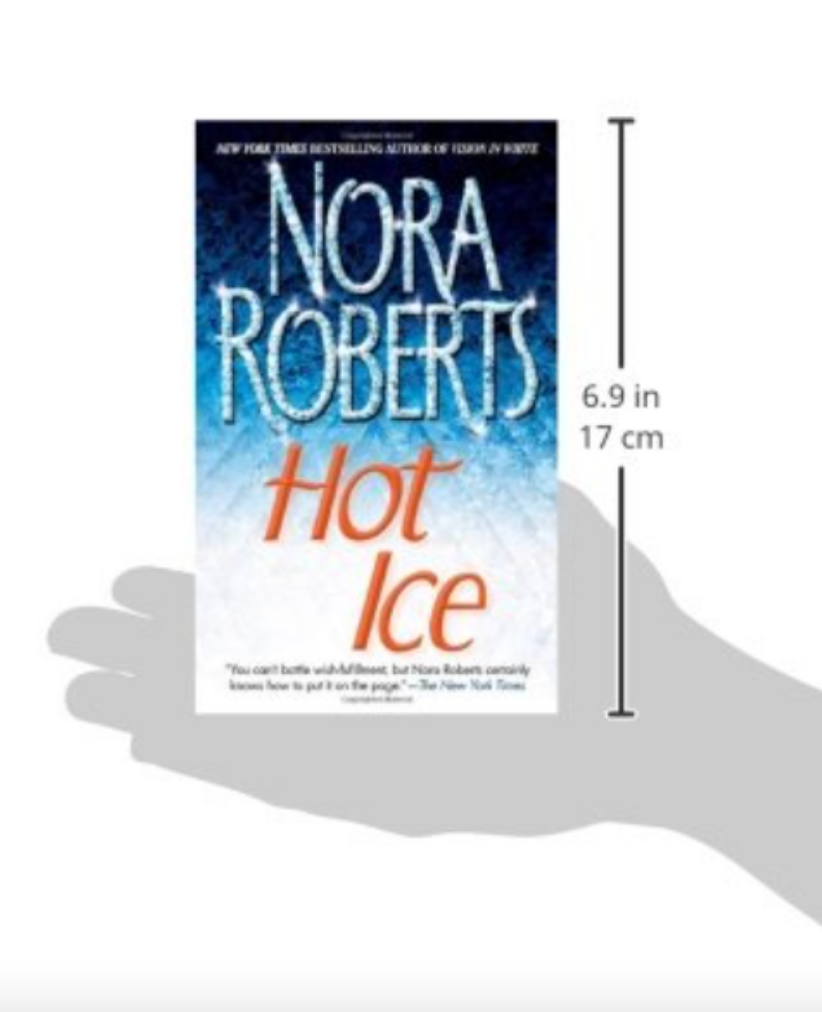 NEW YORK TIMES BESTSELLING AUTHOR OF VISION IN WHITE
NORA
ROBERTS
Hot
Ice
"You can't bottle wish-fulfillment, but Nora Roberts certainly
knows how to put it on the page."—The New York Times
6.9 in
17 cm